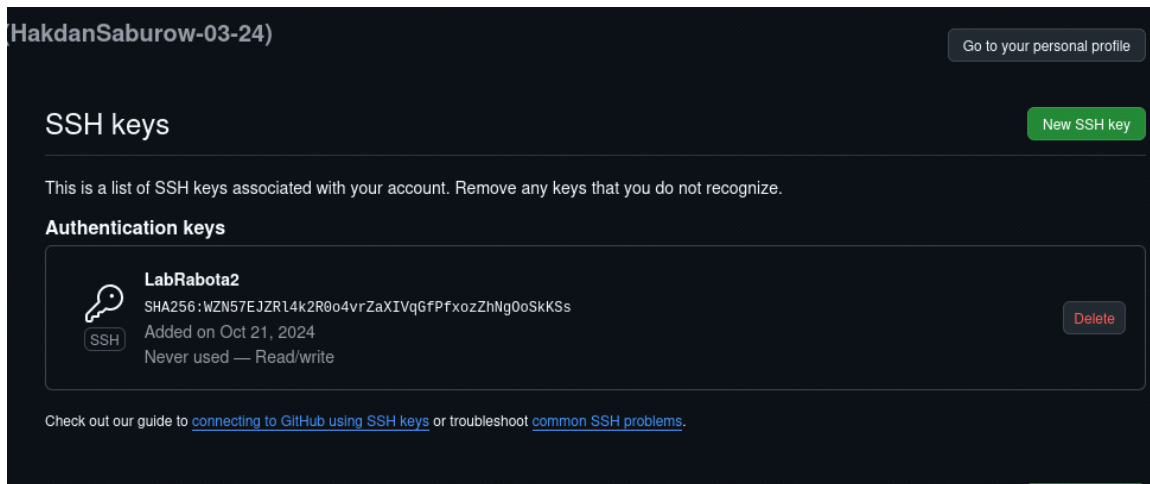 (HakdanSaburow-03-24)
Go to your personal profile
SSH keys
New SSH key
This is a list of SSH keys associated with your account. Remove any keys that you do not recognize.
Authentication keys
LabRabota2
SHA256:WZN57EJZRl4k2R0o4vrZaXIVqGfPfxozZhNgOoSkKSs
SSH
Added on Oct 21, 2024
Never used — Read/write
Delete
Check out our guide to connecting to GitHub using SSH keys or troubleshoot common SSH problems.